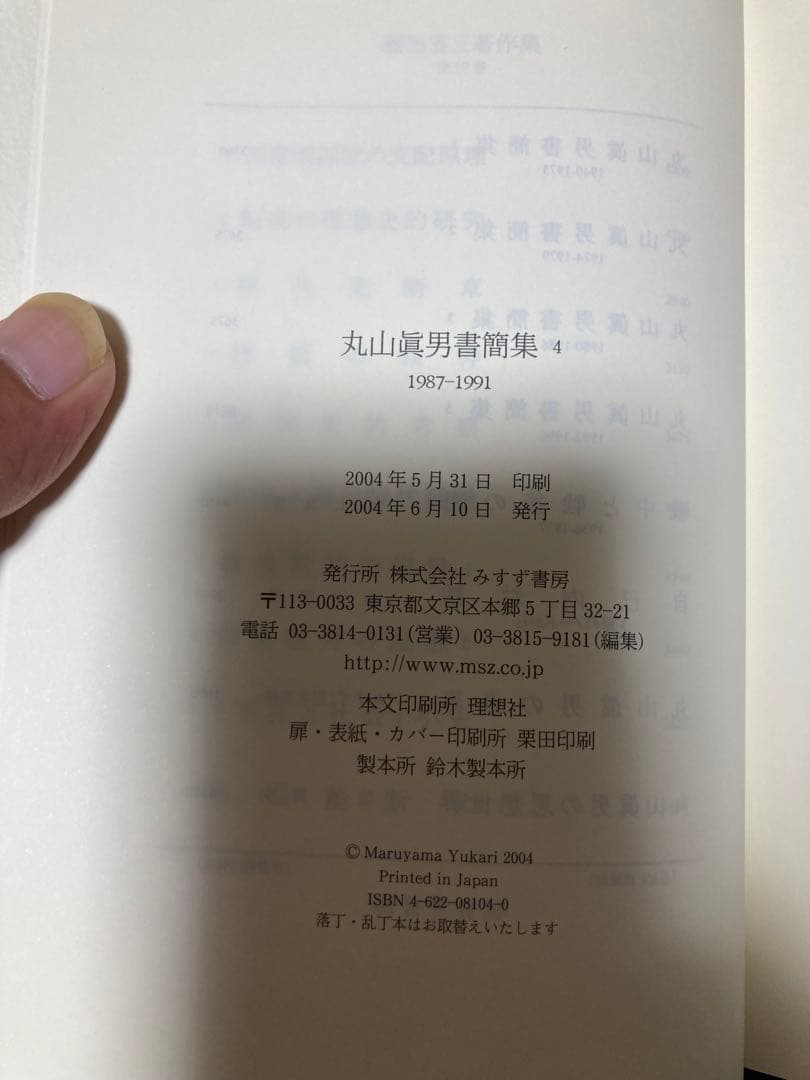 丸山眞男書簡集 4
1987–1991
2004年5月31日 印刷
2004年6月10日 発行
発行所 株式会社 みすず書房
〒113-0033 東京都文京区本郷5丁目32-21
電話 03-3814-0131(営業) 03-3815-9181(編集)
http://www.msz.co.jp
本文印刷所 理想社
扉・表紙・カバー印刷所 栗田印刷
製本所 鈴木製本所
© Maruyama Yukari 2004
Printed in Japan
ISBN 4-622-08104-0
落丁・乱丁本はお取替えいたします